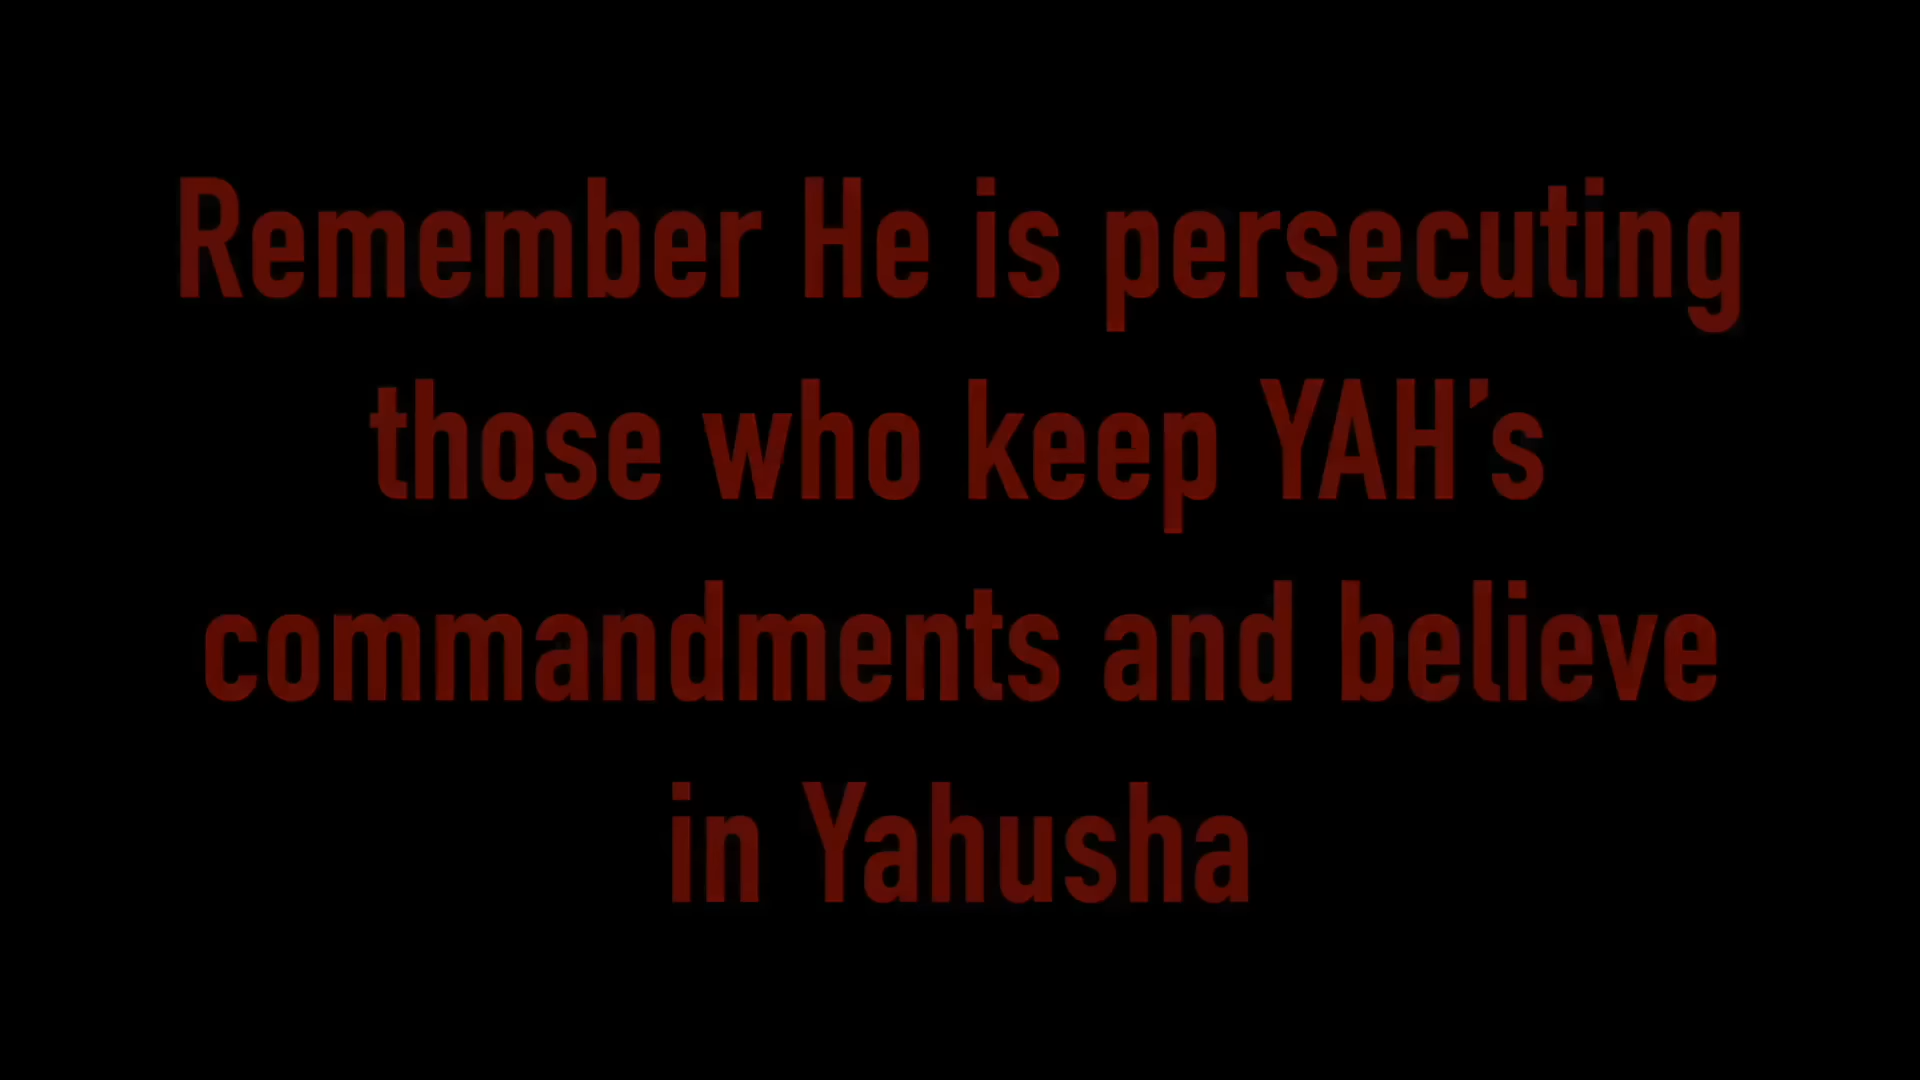 Remember He is persecuting
those who keep YAH’s
commandments and believe
in Yahusha